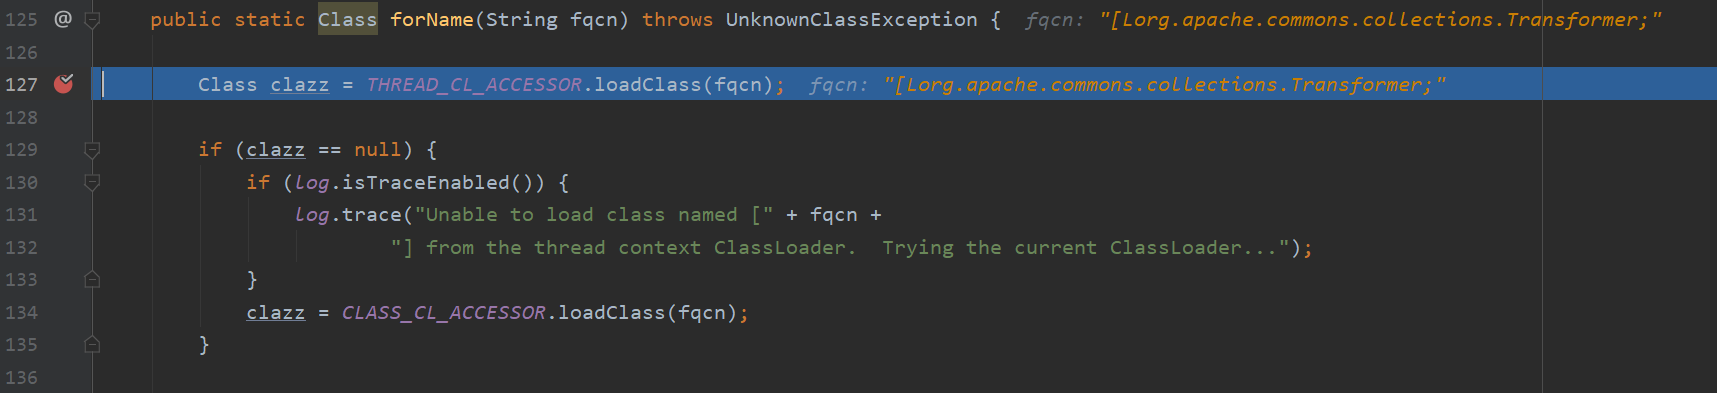 125 @ public static Class forName(String fqcn) throws UnknownClassException { fqcn: "[Lorg.apache.commons.collections.Transformer;"
126
127 Class clazz = THREAD_CL_ACCESSOR.loadClass(fqcn); fqcn: "[Lorg.apache.commons.collections.Transformer;"
128
129 if (clazz == null) {
130 if (log.isTraceEnabled()) {
131 log.trace("Unable to load class named [" + fqcn +
132 "] from the thread context ClassLoader.  Trying the current ClassLoader...");
133 }
134 clazz = CLASS_CL_ACCESSOR.loadClass(fqcn);
135 }
136